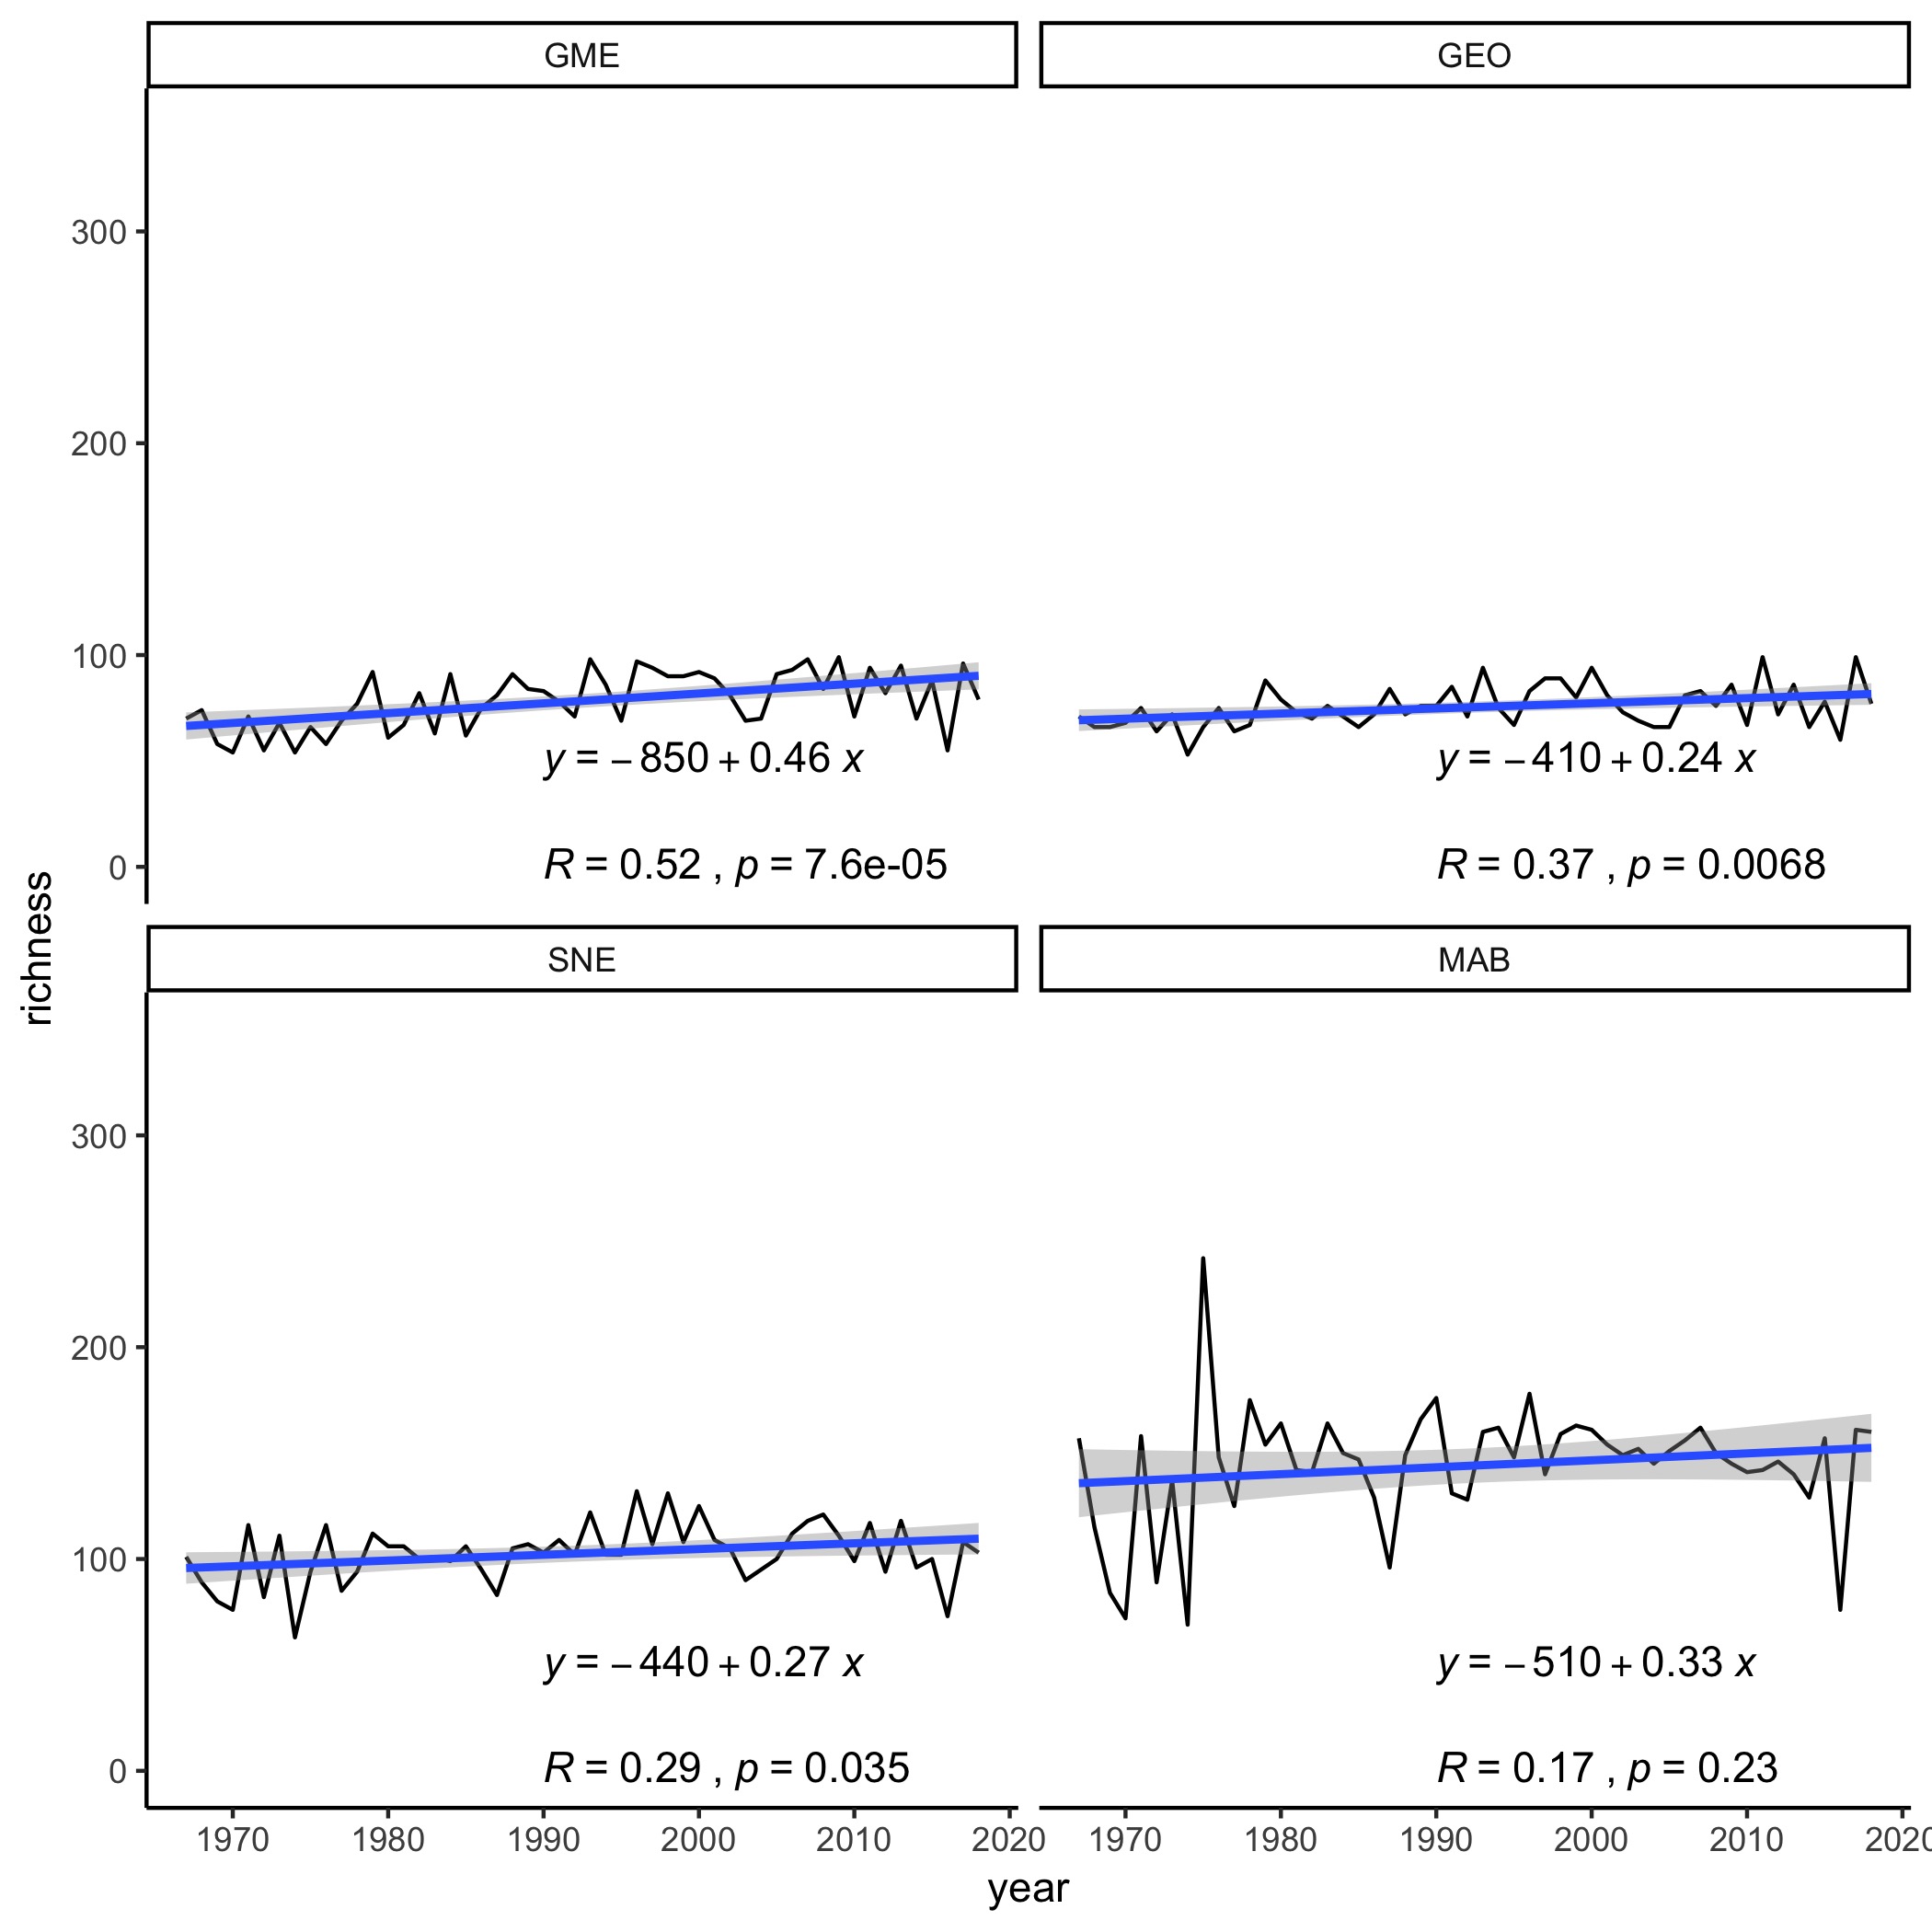 GME
GEO
300
200
100
0
y = − 850 + 0.46 x
R = 0.52 , p = 7.6e-05
y = − 410 + 0.24 x
R = 0.37 , p = 0.0068
richness
SNE
MAB
300
200
100
0
y = − 440 + 0.27 x
R = 0.29 , p = 0.035
y = − 510 + 0.33 x
R = 0.17 , p = 0.23
1970 1980 1990 2000 2010 2020 1970 1980 1990 2000 2010 2020
year